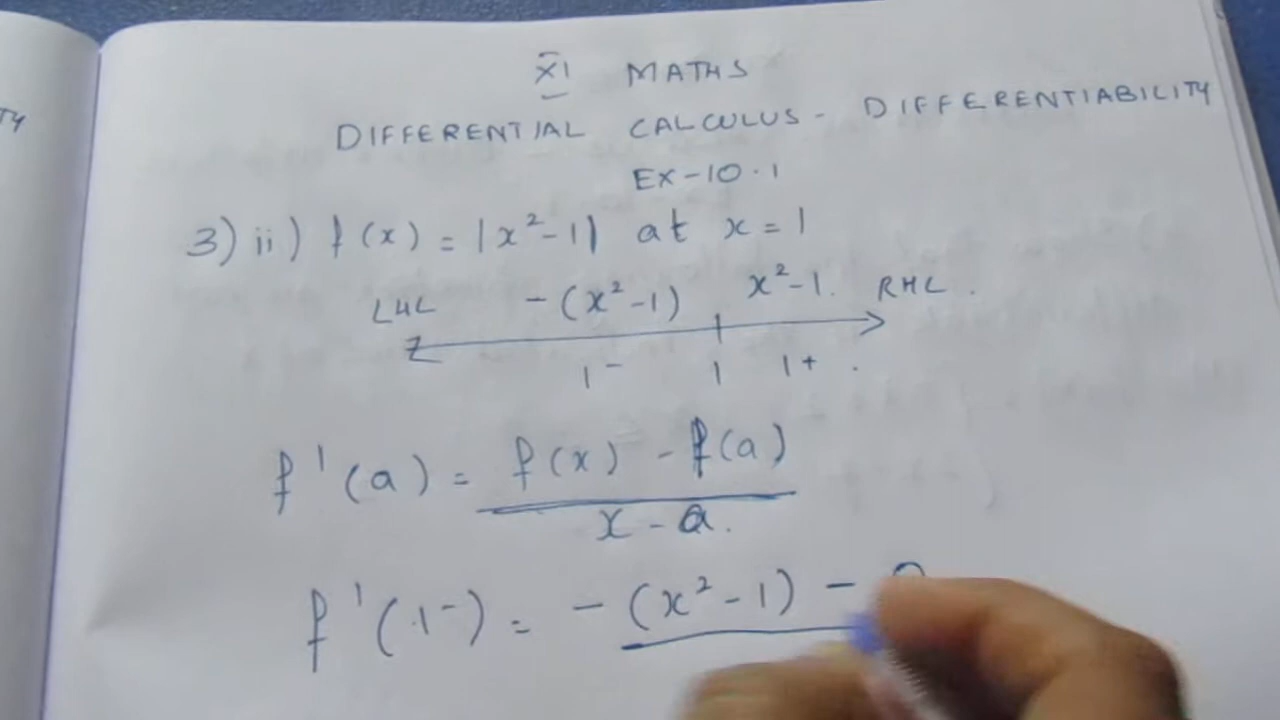 TY
XI MATHS
DIFFERENTIAL CALCULUS - DIFFERENTIABILITY
EX-10.1
3) ii) f(x) = |x²-1| at x = 1
LHL -(x²-1) x²-1. RHL.
1⁻ 1 1+.
f'(a) = f(x) - f(a)
x - a.
f'(1-) = -(x²-1) -